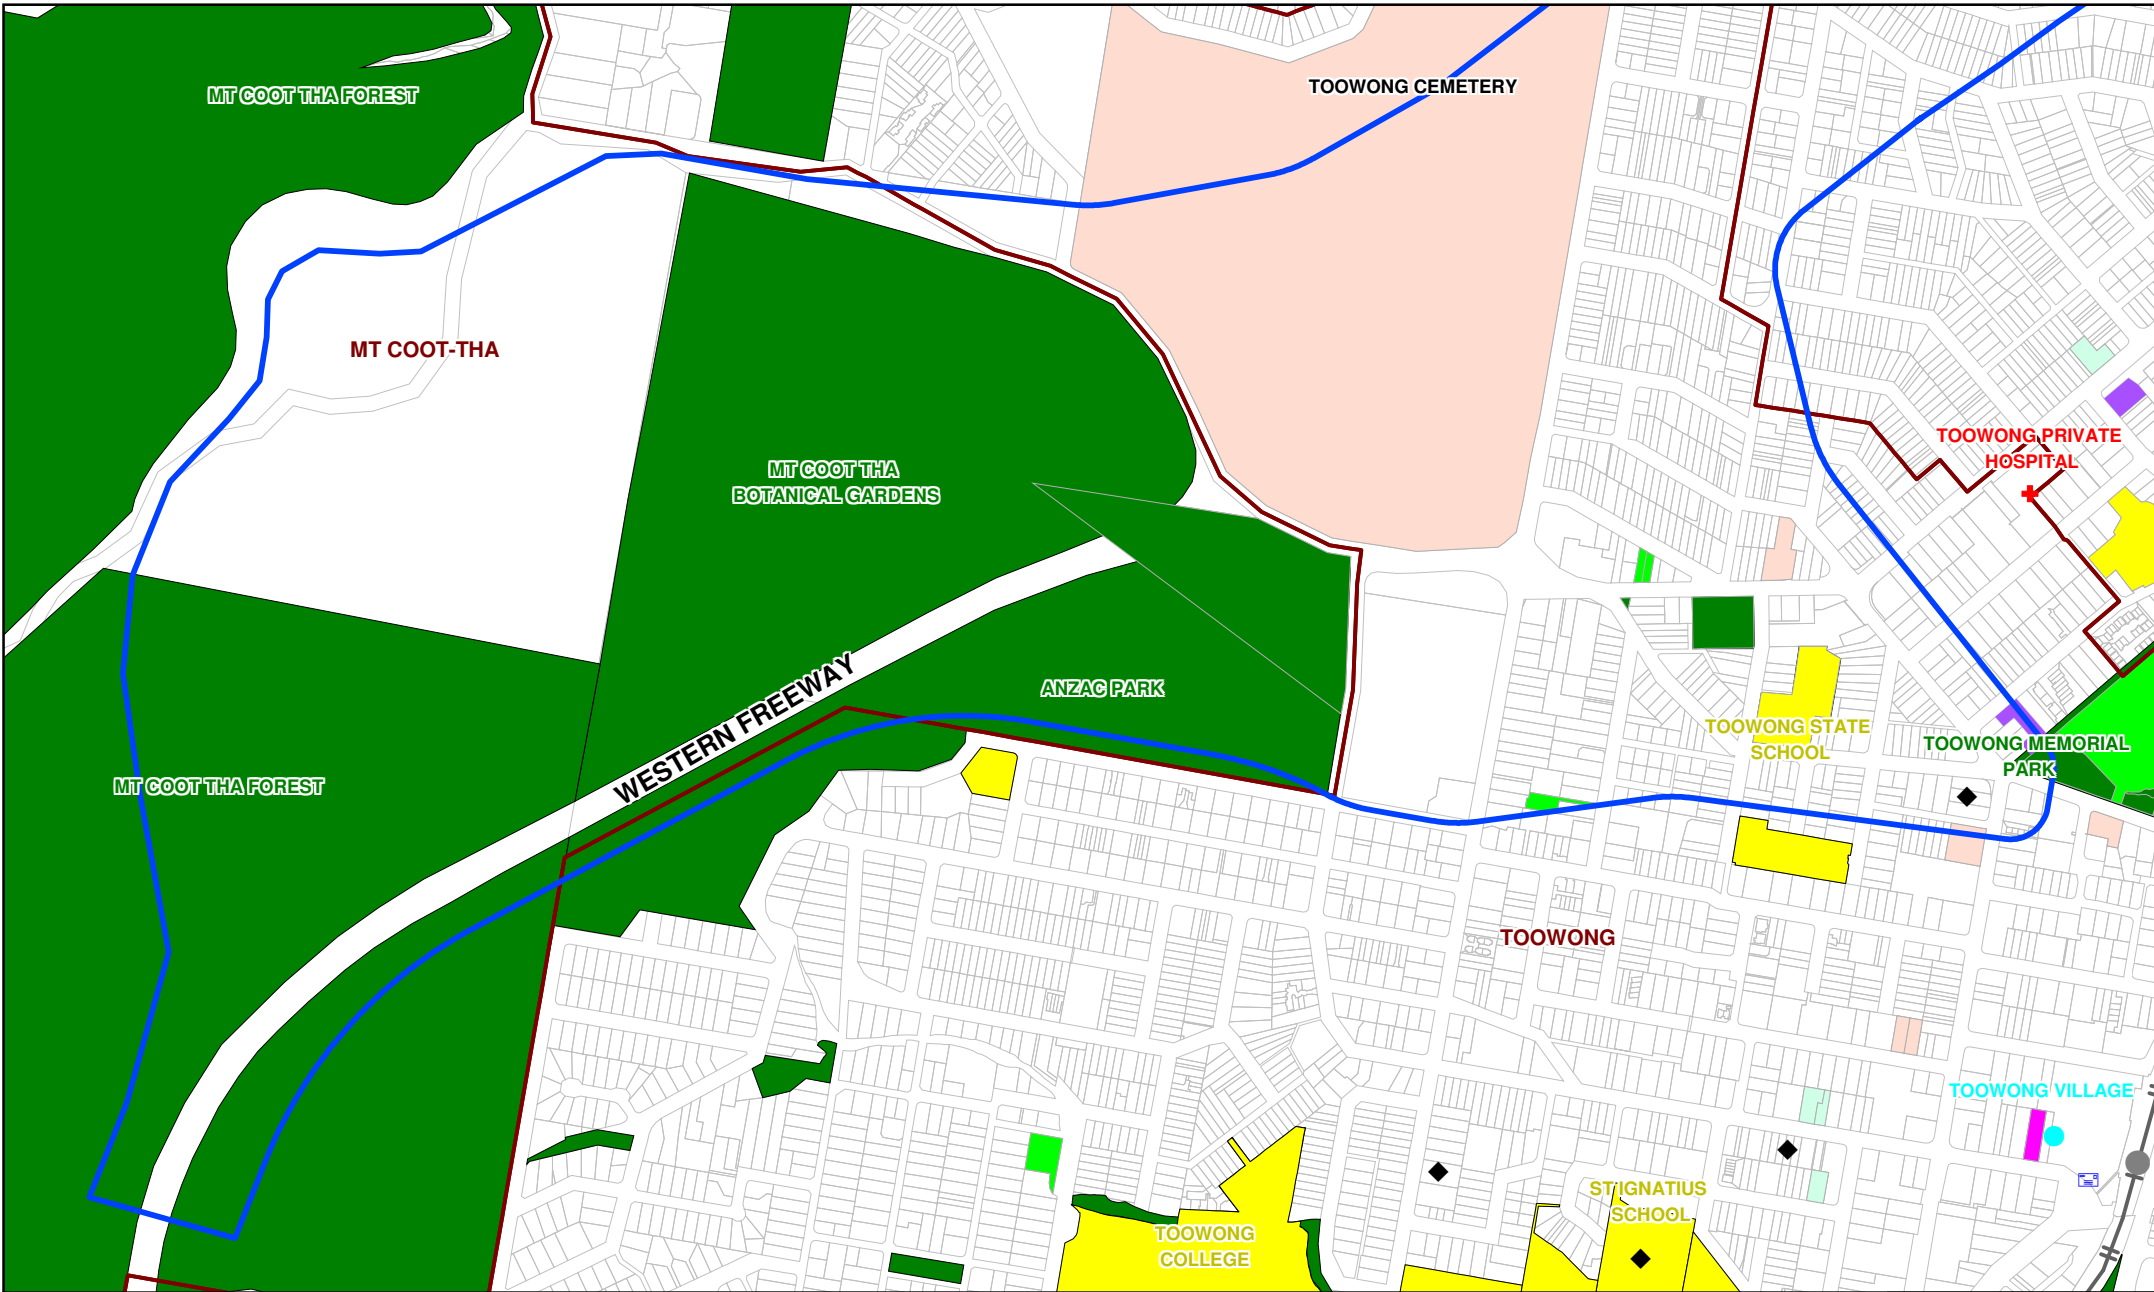 TOOWONG CEMETERY
MT COOT THA FOREST
MT COOT-THA
TOOWONG PRIVATE
HOSPITAL
MT COOT THA
BOTANICAL GARDENS
WESTERN FREEWAY
ANZAC PARK
TOOWONG STATE
SCHOOL
TOOWONG MEMORIAL
PARK
MT COOT THA FOREST
TOOWONG
TOOWONG VILLAGE
ST IGNATIUS
SCHOOL
TOOWONG
COLLEGE